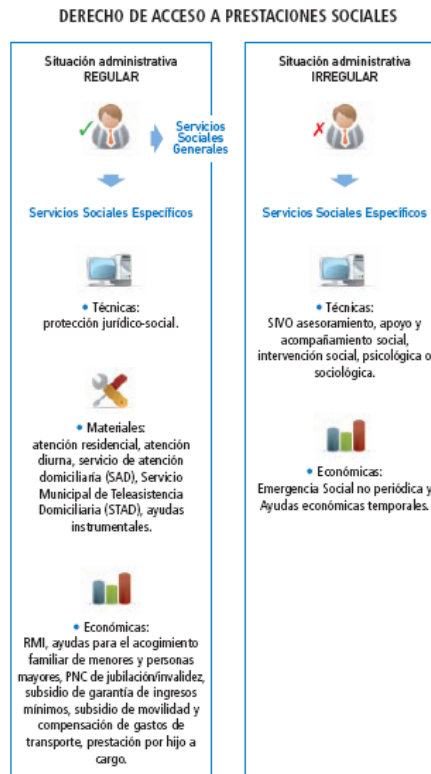 DERECHO DE ACCESO A PRESTACIONES SOCIALES
Situación administrativa
REGULAR
Servicios
Sociales
Generales
Servicios Sociales Específicos
• Técnicas:
protección jurídico-social.
• Materiales:
atención residencial, atención
diurna, servicio de atención
domiciliaria (SAD), Servicio
Municipal de Teleasistencia
Domiciliaria (STAD), ayudas
instrumentales.
• Económicas:
RMI, ayudas para el acogimiento
familiar de menores y personas
mayores, PNC de jubilación/invalidez,
subsidio de garantía de ingresos
mínimos, subsidio de movilidad y
compensación de gastos de
transporte, prestación por hijo a
cargo.
Situación administrativa
IRREGULAR
Servicios Sociales Específicos
• Técnicas:
SIVO asesoramiento, apoyo y
acompañamiento social,
intervención social, psicológica o
sociológica.
• Económicas:
Emergencia Social no periódica y
Ayudas económicas temporales.